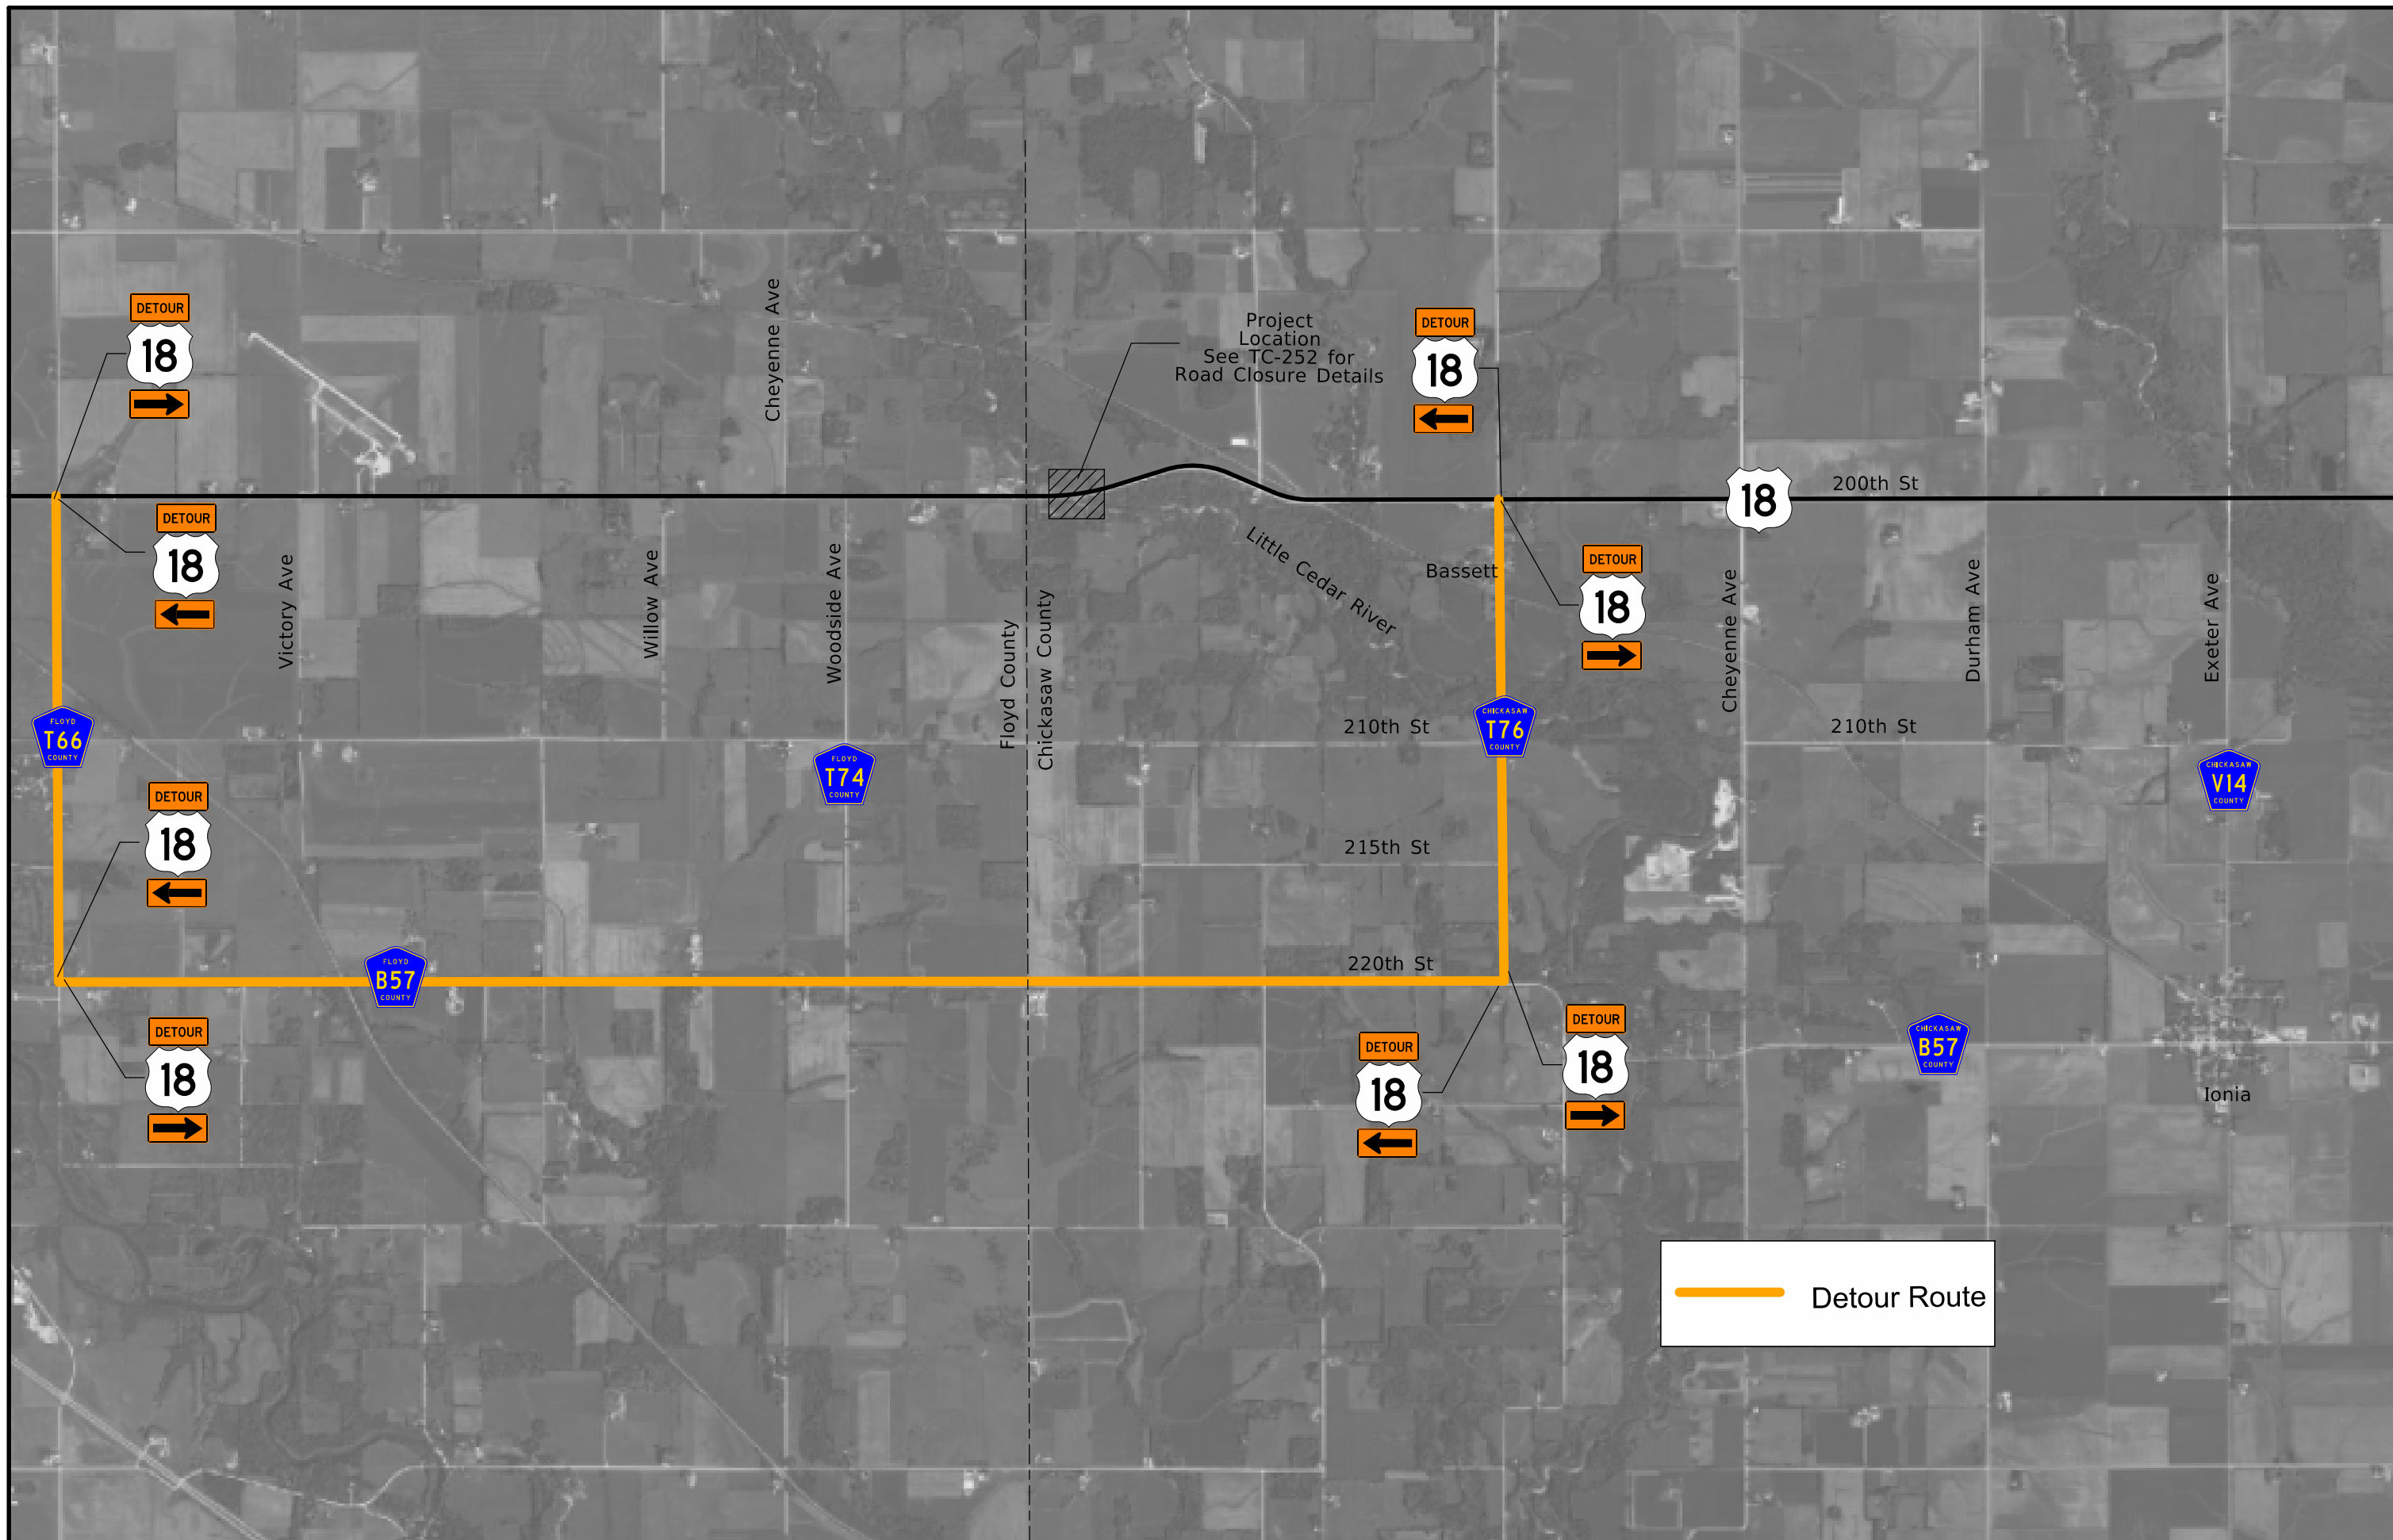 DETOUR
18
Cheyenne Ave
Project
Location
See TC-252 for
Road Closure Details
DETOUR
18
18
200th St
DETOUR
18
Victory Ave
Willow Ave
Woodside Ave
Floyd County
Chickasaw County
Little Cedar River
Bassett
DETOUR
18
Cheyenne Ave
Durham Ave
Exeter Ave
FLOYD
T66
COUNTY
FLOYD
T74
COUNTY
210th St
CHICKASAW
T76
COUNTY
210th St
CHICKASAW
V14
COUNTY
DETOUR
18
215th St
FLOYD
B57
COUNTY
220th St
DETOUR
18
DETOUR
18
DETOUR
18
CHICKASAW
B57
COUNTY
Ionia
Detour Route